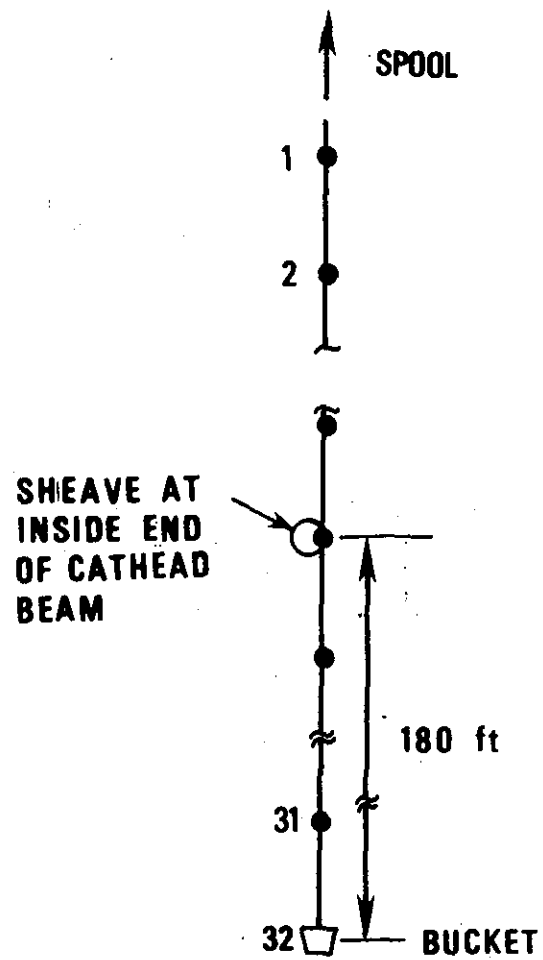 SPOOL
1
2
SHEAVE AT
INSIDE END
OF CATHEAD
BEAM
180 ft
31
32
BUCKET